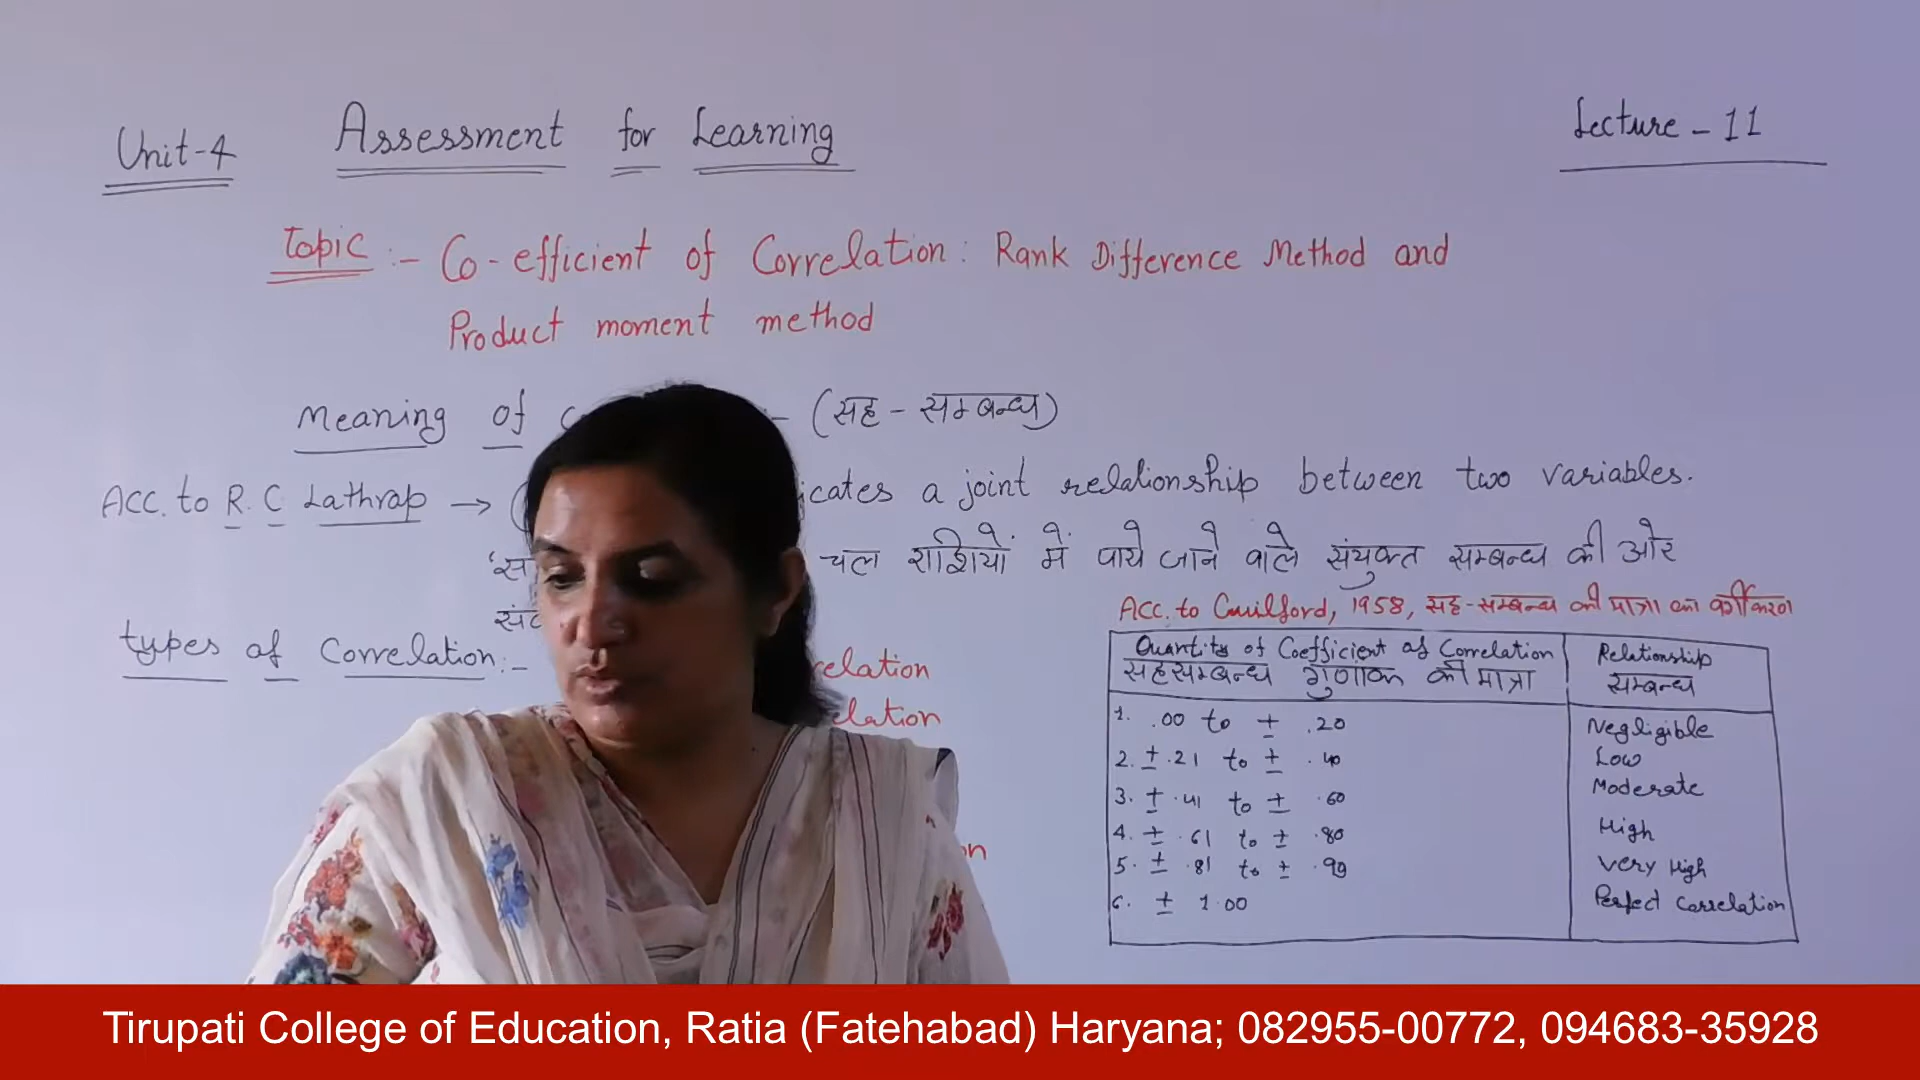 Unit-4 Assessment for Learning Lecture - 11
Topic :- Co-efficient of Correlation : Rank Difference Method and
Product moment method
Meaning of - (सह - सम्बन्ध)
Acc. to R. C Lathrap → a joint relationship between two variables.
चल राशियों में पाये जाने वाले संयुक्त सम्बन्ध की ओर
types of Correlation :-
Acc. to Guilford, 1958, सह-सम्बन्ध की मात्रा का वर्गीकरण
Quantity of Coefficient of Correlation Relationship
सहसम्बन्ध गुणांक की मात्रा सम्बन्ध
1. .00 to ± .20 Negligible
2. ± .21 to ± .40 Low
3. ± .41 to ± .60 Moderate
4. ± .61 to ± .80 High
5. ± .81 to ± .99 Very High
6. ± 1.00 Perfect Correlation
Tirupati College of Education, Ratia (Fatehabad) Haryana; 082955-00772, 094683-35928